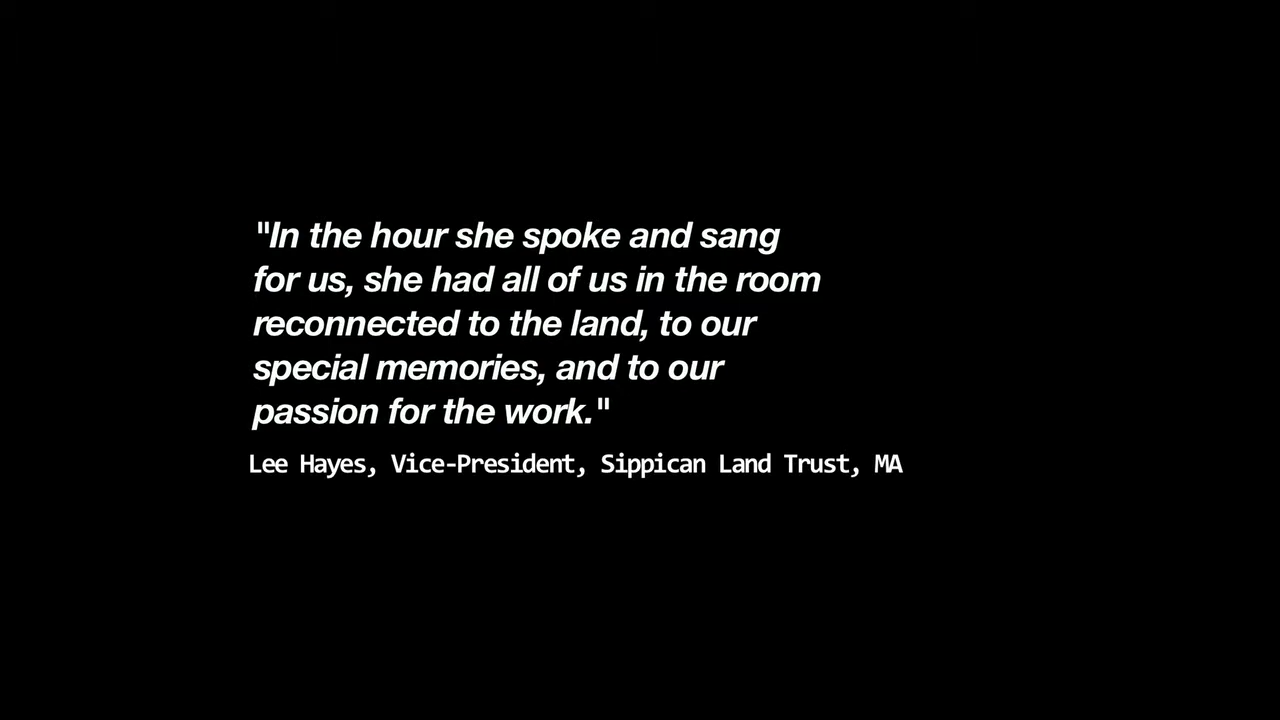 "In the hour she spoke and sang
for us, she had all of us in the room
reconnected to the land, to our
special memories, and to our
passion for the work."
Lee Hayes, Vice-President, Sippican Land Trust, MA